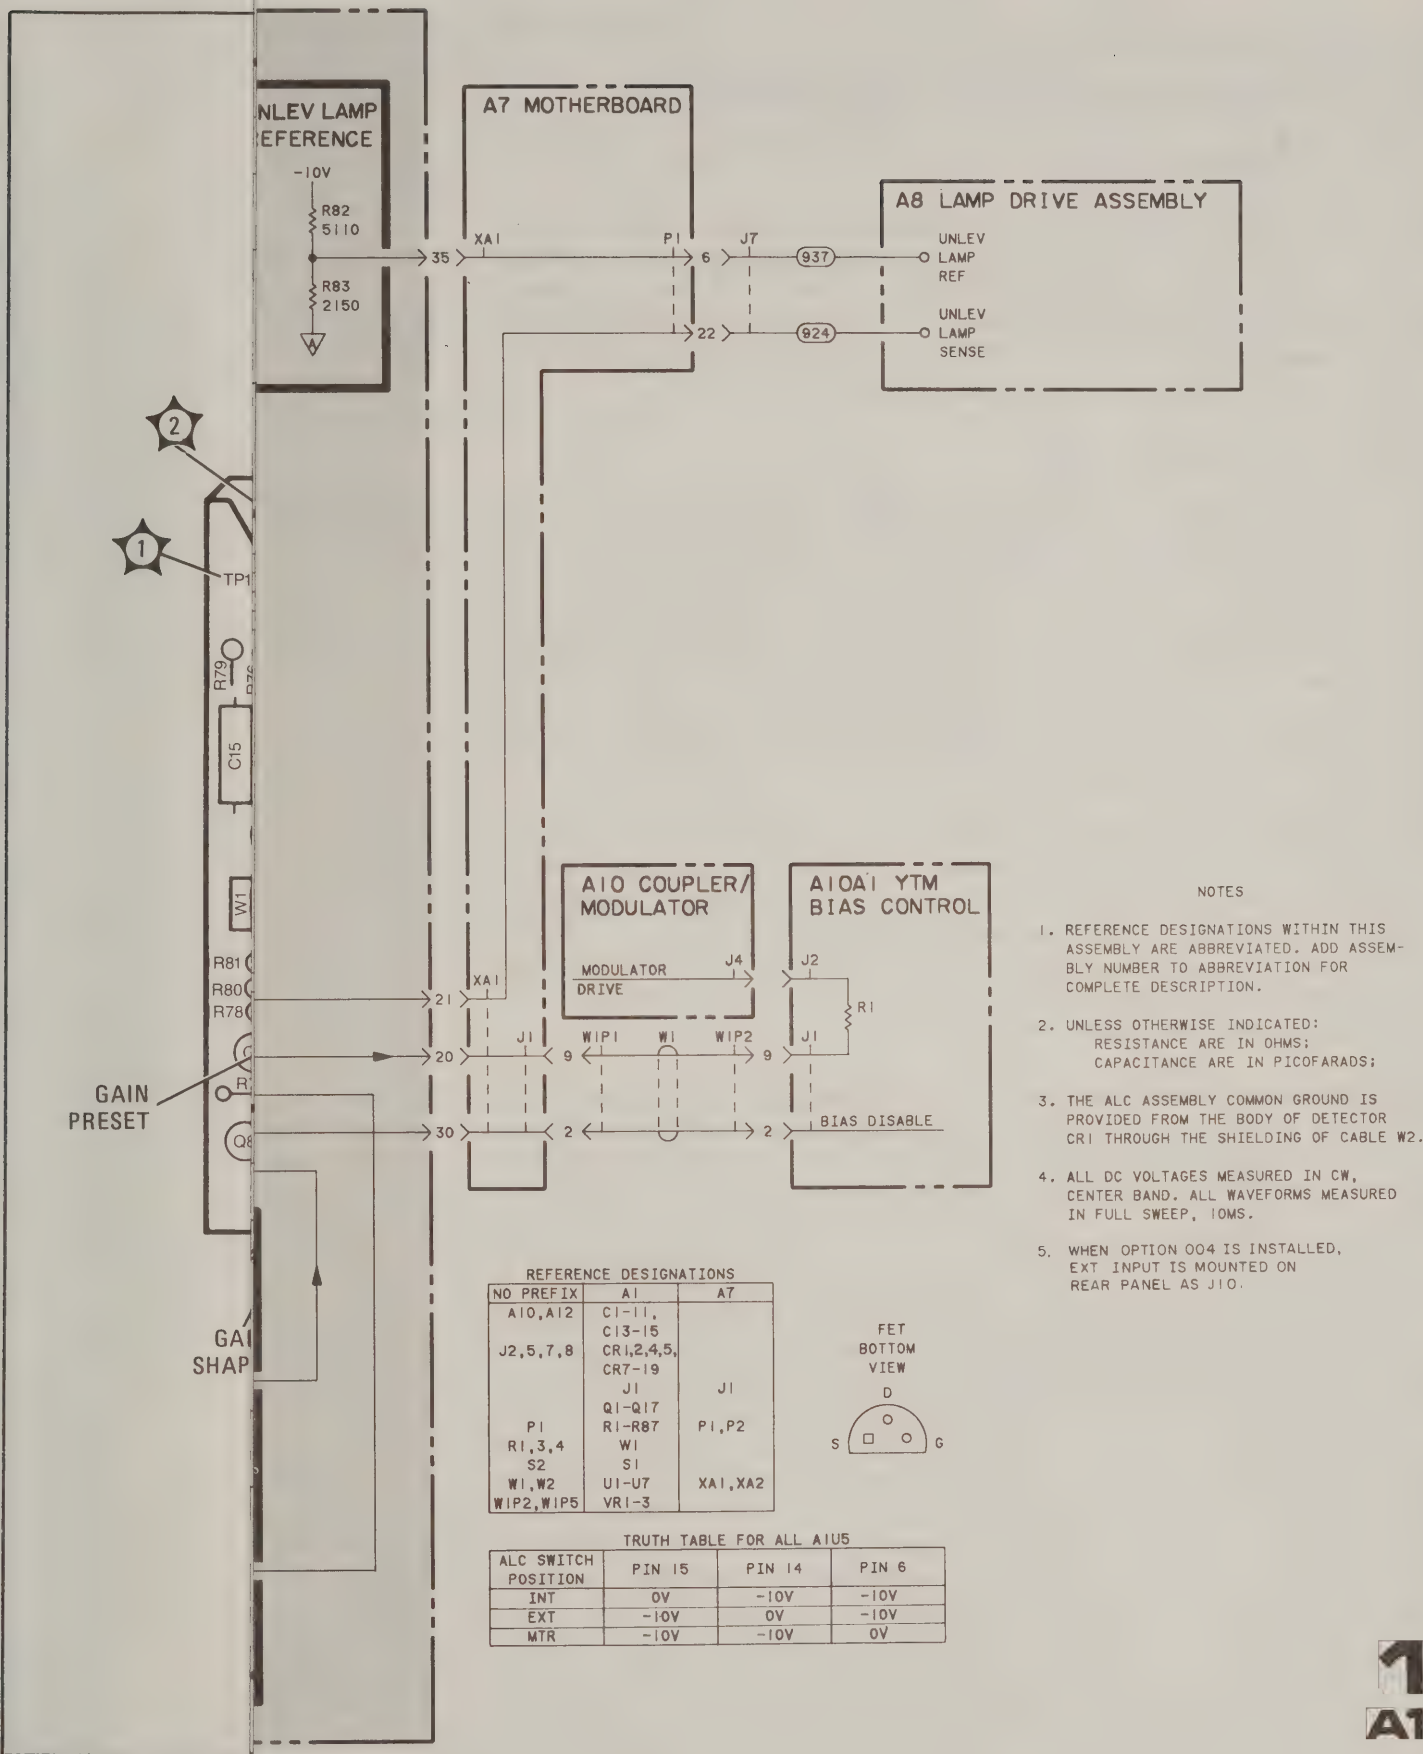 NLEV LAMP
EFERENCE
-10V
R82
5110
R83
2150
A
A7 MOTHERBOARD
35
XA1
P1
6
J7
937
22
924
A8 LAMP DRIVE ASSEMBLY
UNLEV
LAMP
REF
UNLEV
LAMP
SENSE
2
1
TP1
R79
R76
C15
W1
R81
R80
R78
GAIN
PRESET
Q8
GAI
SHAP
21
XA1
20
30
J1
9
2
W1P1
W1
W1P2
9
2
A10 COUPLER/
MODULATOR
MODULATOR
DRIVE
J4
A10A1 YTM
BIAS CONTROL
J2
R1
J1
BIAS DISABLE
NOTES
1. REFERENCE DESIGNATIONS WITHIN THIS
ASSEMBLY ARE ABBREVIATED. ADD ASSEM-
BLY NUMBER TO ABBREVIATION FOR
COMPLETE DESCRIPTION.
2. UNLESS OTHERWISE INDICATED:
RESISTANCE ARE IN OHMS;
CAPACITANCE ARE IN PICOFARADS;
3. THE ALC ASSEMBLY COMMON GROUND IS
PROVIDED FROM THE BODY OF DETECTOR
CR1 THROUGH THE SHIELDING OF CABLE W2.
4. ALL DC VOLTAGES MEASURED IN CW,
CENTER BAND. ALL WAVEFORMS MEASURED
IN FULL SWEEP, 10MS.
5. WHEN OPTION 004 IS INSTALLED,
EXT INPUT IS MOUNTED ON
REAR PANEL AS J10.
REFERENCE DESIGNATIONS
NO PREFIX A1 A7
A10,A12 C1-11,
C13-15
J2,5,7,8 CR1,2,4,5,
CR7-19
J1 J1
Q1-Q17
P1 R1-R87 P1,P2
R1,3,4 W1
S2 S1
W1,W2 U1-U7 XA1,XA2
W1P2,W1P5 VR1-3
FET
BOTTOM
VIEW
D
S G
TRUTH TABLE FOR ALL A1U5
ALC SWITCH
POSITION PIN 15 PIN 14 PIN 6
INT 0V -10V -10V
EXT -10V 0V -10V
MTR -10V -10V 0V
1
A1